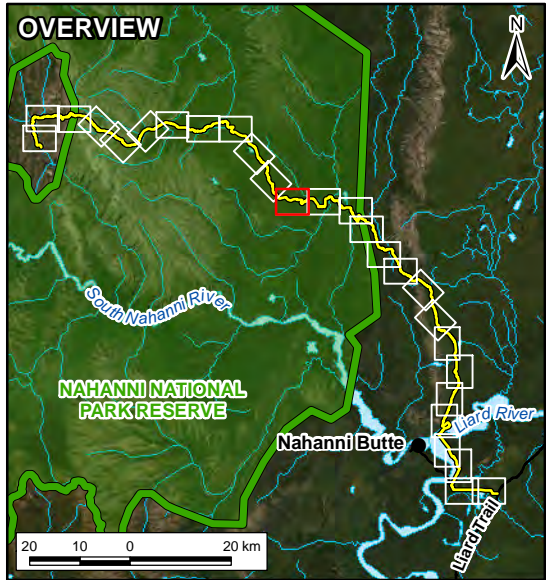 OVERVIEW
N
South Nahanni River
NAHANNI NATIONAL
PARK RESERVE
Liard River
Nahanni Butte
Liard Trail
20 10 0 20 km